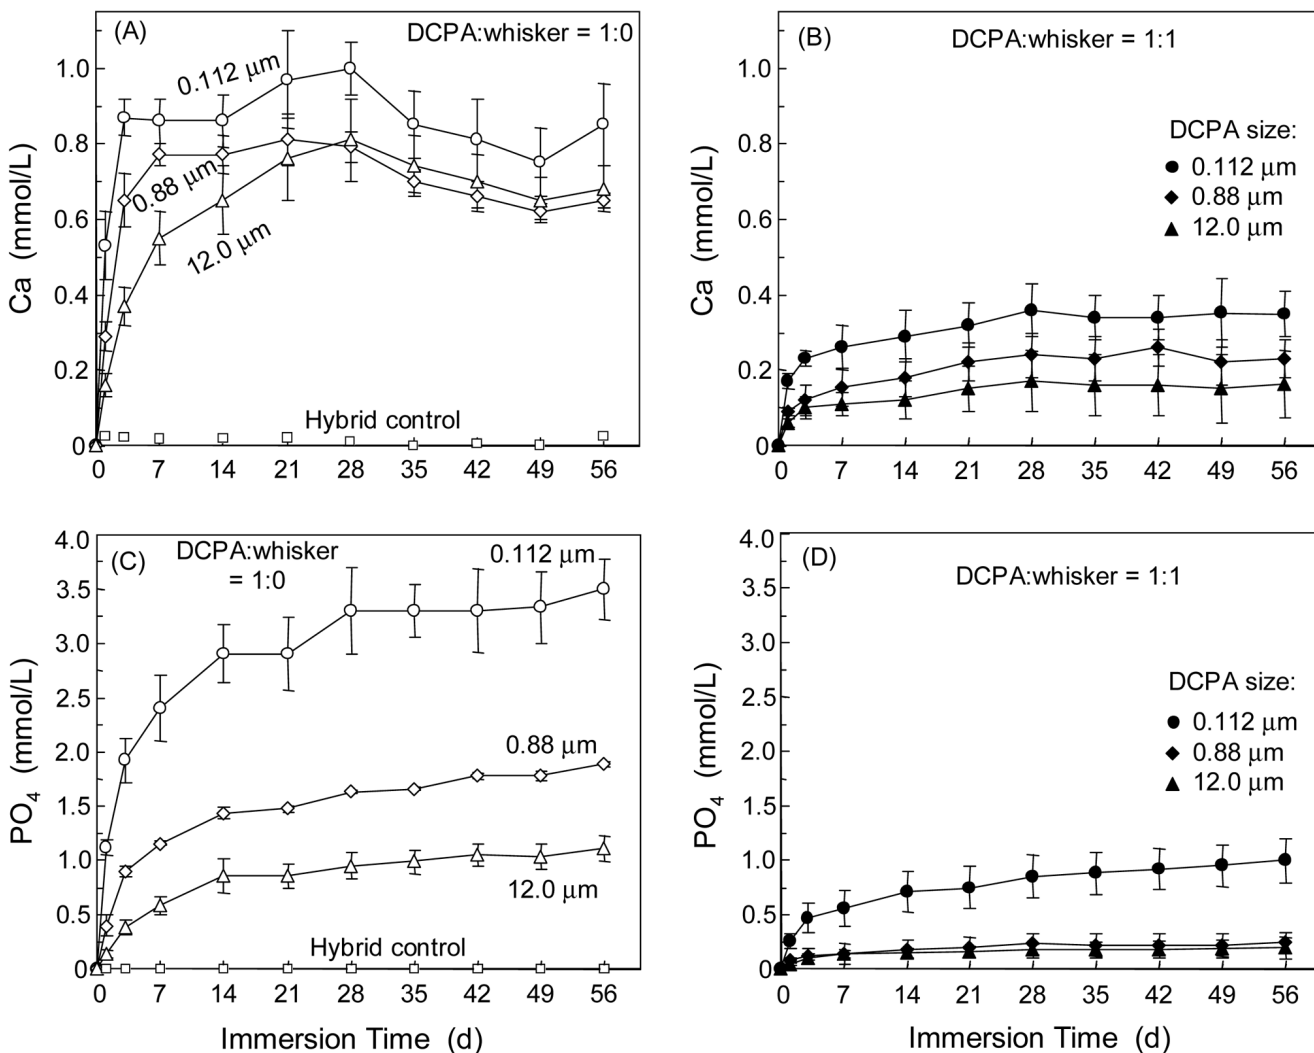 (A)
DCPA:whisker = 1:0
1.0
0.8
0.6
0.4
0.2
0
Ca (mmol/L)
0.112 μm
0.88 μm
12.0 μm
Hybrid control
0 7 14 21 28 35 42 49 56
(B)
DCPA:whisker = 1:1
1.0
0.8
0.6
0.4
0.2
0
Ca (mmol/L)
DCPA size:
0.112 μm
0.88 μm
12.0 μm
0 7 14 21 28 35 42 49 56
(C)
DCPA:whisker
= 1:0
4.0
3.5
3.0
2.5
2.0
1.5
1.0
0.5
0
PO4 (mmol/L)
0.112 μm
0.88 μm
12.0 μm
Hybrid control
0 7 14 21 28 35 42 49 56
Immersion Time (d)
(D)
DCPA:whisker = 1:1
4.0
3.5
3.0
2.5
2.0
1.5
1.0
0.5
0
PO4 (mmol/L)
DCPA size:
0.112 μm
0.88 μm
12.0 μm
0 7 14 21 28 35 42 49 56
Immersion Time (d)